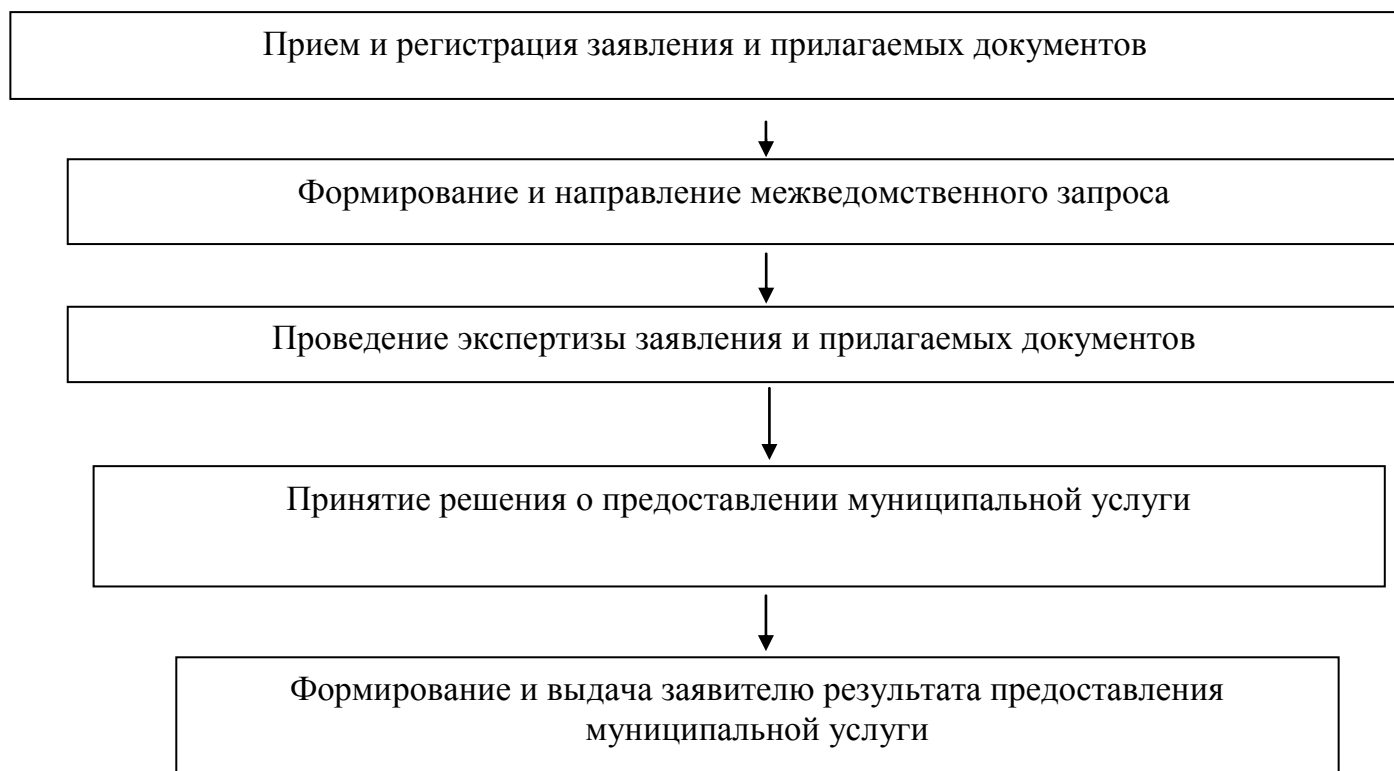 Прием и регистрация заявления и прилагаемых документов
Формирование и направление межведомственного запроса
Проведение экспертизы заявления и прилагаемых документов
Принятие решения о предоставлении муниципальной услуги
Формирование и выдача заявителю результата предоставления
муниципальной услуги